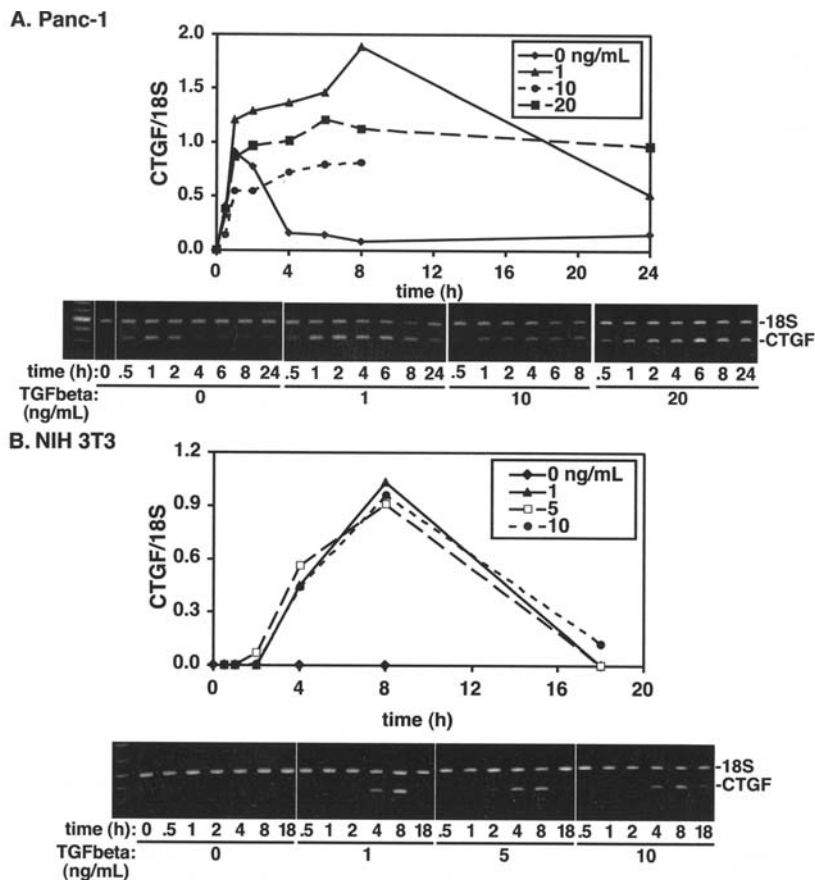 A. Panc-1
2.0
1.5
1.0
0.5
0.0
CTGF/18S
0 ng/mL
1
-10
-20
0 4 8 12 16 20 24
time (h)
-18S
-CTGF
time (h): 0 .5 1 2 4 6 8 24 .5 1 2 4 6 8 24 .5 1 2 4 6 8 .5 1 2 4 6 8 24
TGFbeta: 0 1 10 20
(ng/mL)
B. NIH 3T3
1.2
0.9
0.6
0.3
0.0
CTGF/18S
0 ng/mL
1
-5
-10
0 4 8 12 16 20
time (h)
-18S
-CTGF
time (h): 0 .5 1 2 4 8 18 .5 1 2 4 8 18 .5 1 2 4 8 18 .5 1 2 4 8 18
TGFbeta: 0 1 5 10
(ng/mL)